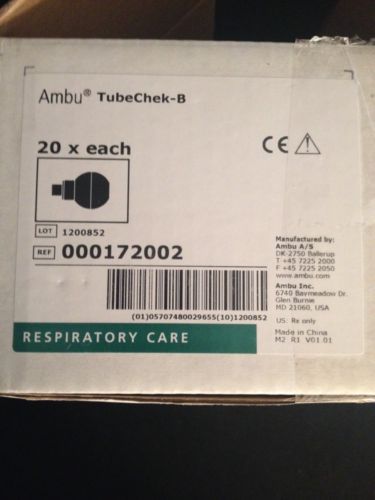 Ambu® TubeChek-B
20 x each
LOT 1200852
REF 000172002
(01)05707480029655(10)1200852
RESPIRATORY CARE
CE
Manufactured by:
Ambu A/S
DK-2750 Ballerup
T +45 7225 2000
F +45 7225 2050
www.ambu.com
Ambu Inc.
6740 Baymeadow Dr.
Glen Burnie
MD 21060, USA
US: Rx only
Made in China
M2 R1 V01.01